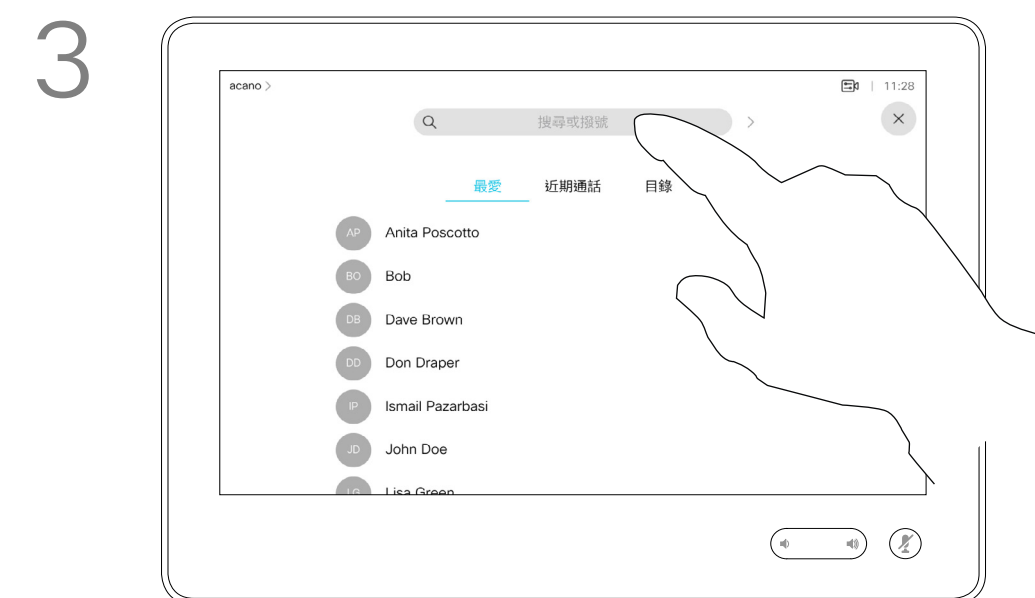 3
acano >
11:28
搜尋或撥號
最愛 近期通話 目錄
AP Anita Poscotto
BO Bob
DB Dave Brown
DD Don Draper
IP Ismail Pazarbasi
JD John Doe
LG Lisa Green